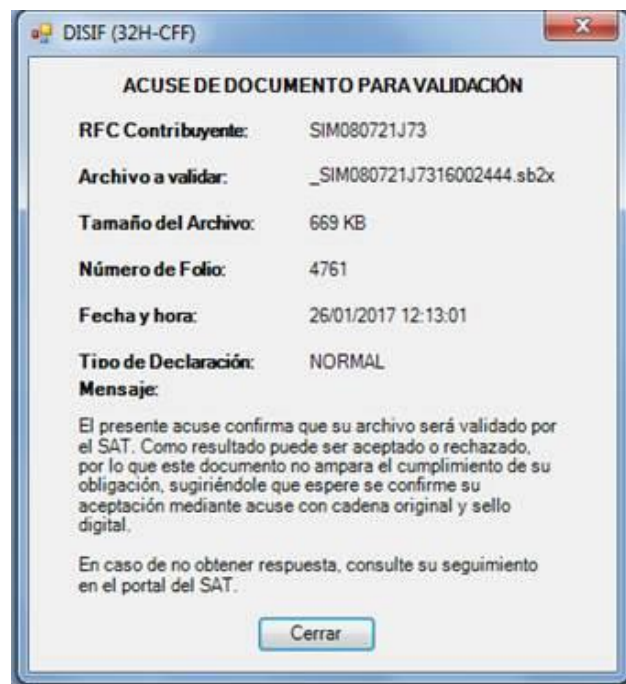 DISIF (32H-CFF)
ACUSE DE DOCUMENTO PARA VALIDACIÓN
RFC Contribuyente: SIM080721J73
Archivo a validar: _SIM080721J7316002444.sb2x
Tamaño del Archivo: 669 KB
Número de Folio: 4761
Fecha y hora: 26/01/2017 12:13:01
Tipo de Declaración: NORMAL
Mensaje:
El presente acuse confirma que su archivo será validado por
el SAT. Como resultado puede ser aceptado o rechazado,
por lo que este documento no ampara el cumplimiento de su
obligación, sugiriéndole que espere se confirme su
aceptación mediante acuse con cadena original y sello
digital.
En caso de no obtener respuesta, consulte su seguimiento
en el portal del SAT.
Cerrar